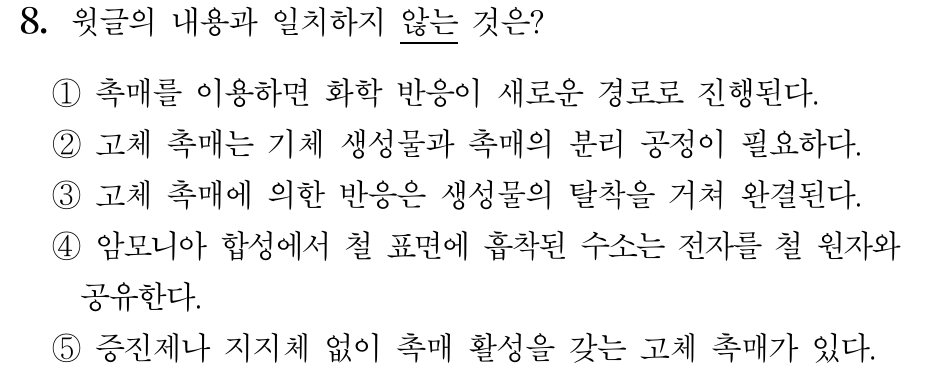 8. 윗글의 내용과 일치하지 않는 것은?
① 촉매를 이용하면 화학 반응이 새로운 경로로 진행된다.
② 고체 촉매는 기체 생성물과 촉매의 분리 공정이 필요하다.
③ 고체 촉매에 의한 반응은 생성물의 탈착을 거쳐 완결된다.
④ 암모니아 합성에서 철 표면에 흡착된 수소는 전자를 철 원자와
공유한다.
⑤ 증진제나 지지체 없이 촉매 활성을 갖는 고체 촉매가 있다.